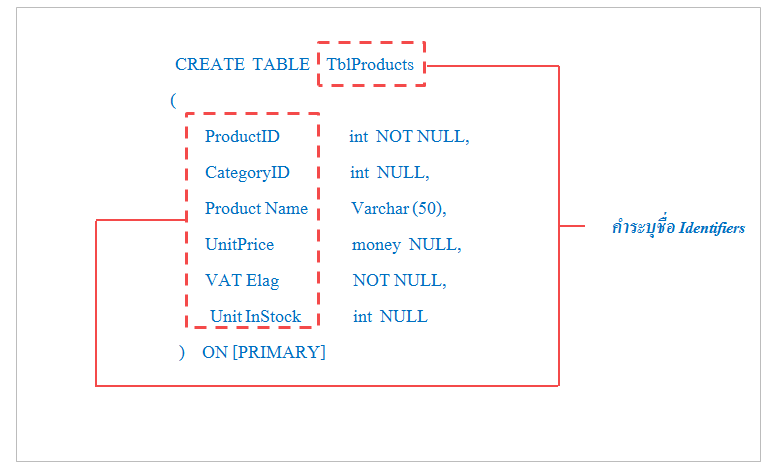 CREATE TABLE TblProducts
(
ProductID int NOT NULL,
CategoryID int NULL,
Product Name Varchar (50),
UnitPrice money NULL,
คำระบุชื่อ Identifiers
VAT Elag NOT NULL,
Unit InStock int NULL
) ON [PRIMARY]